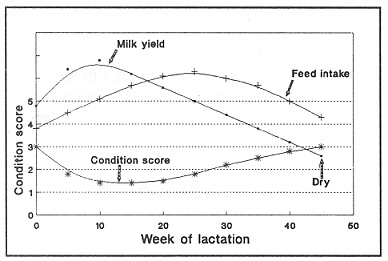 Milk yield
Feed intake
Condition score
Dry
Condition score
5
4
3
2
1
0
0
10
20
30
40
50
60
Week of lactation